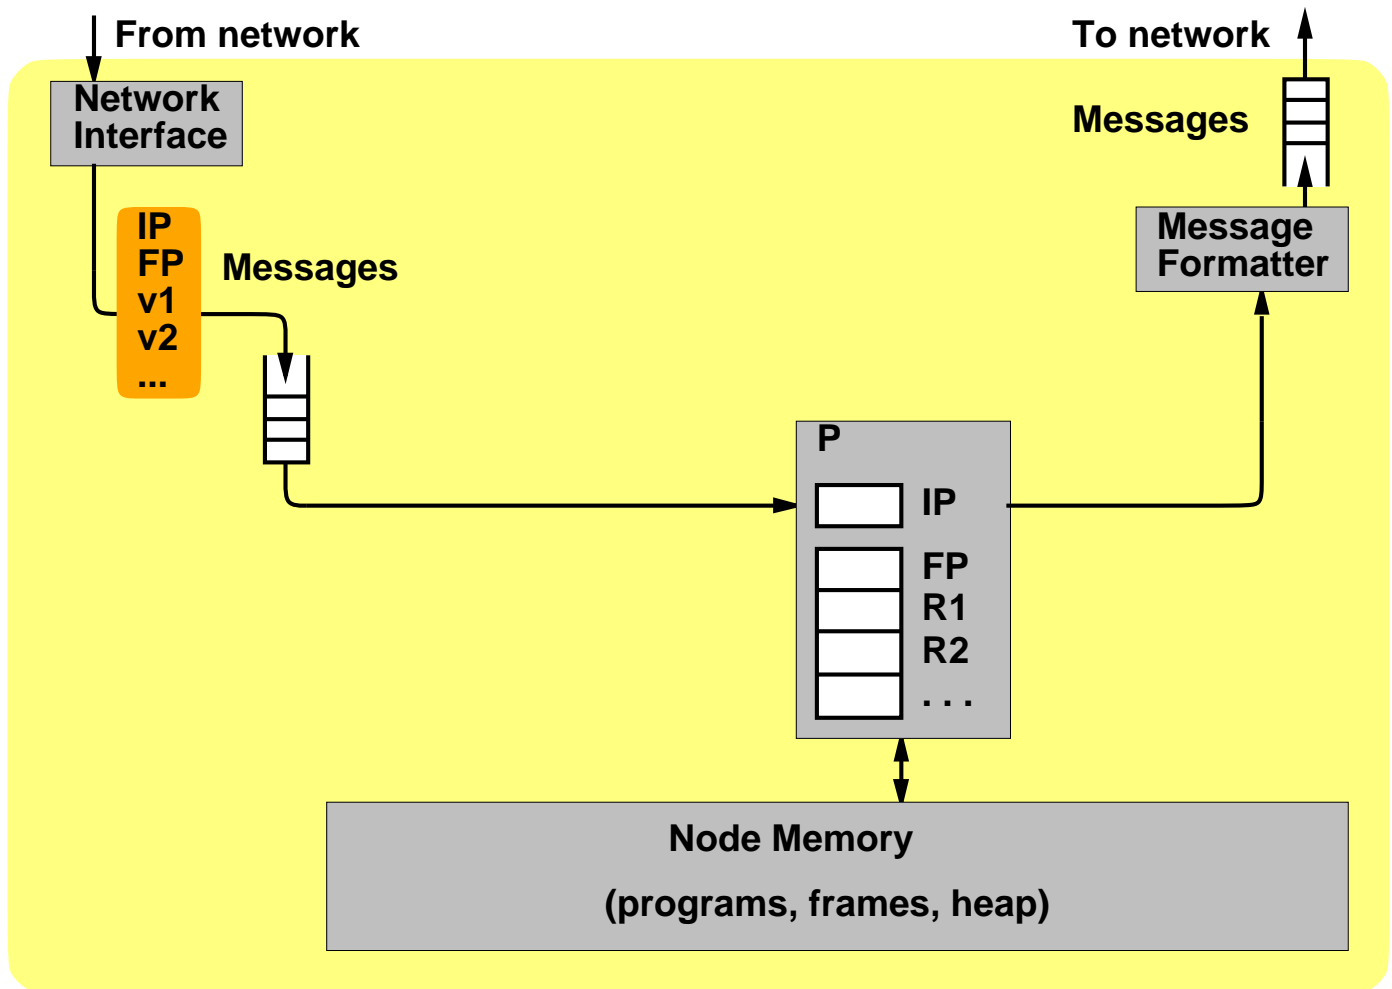 From network
To network
Network
Interface
Messages
IP
FP
v1
v2
...
Messages
Message
Formatter
P
IP
FP
R1
R2
. . .
Node Memory
(programs, frames, heap)